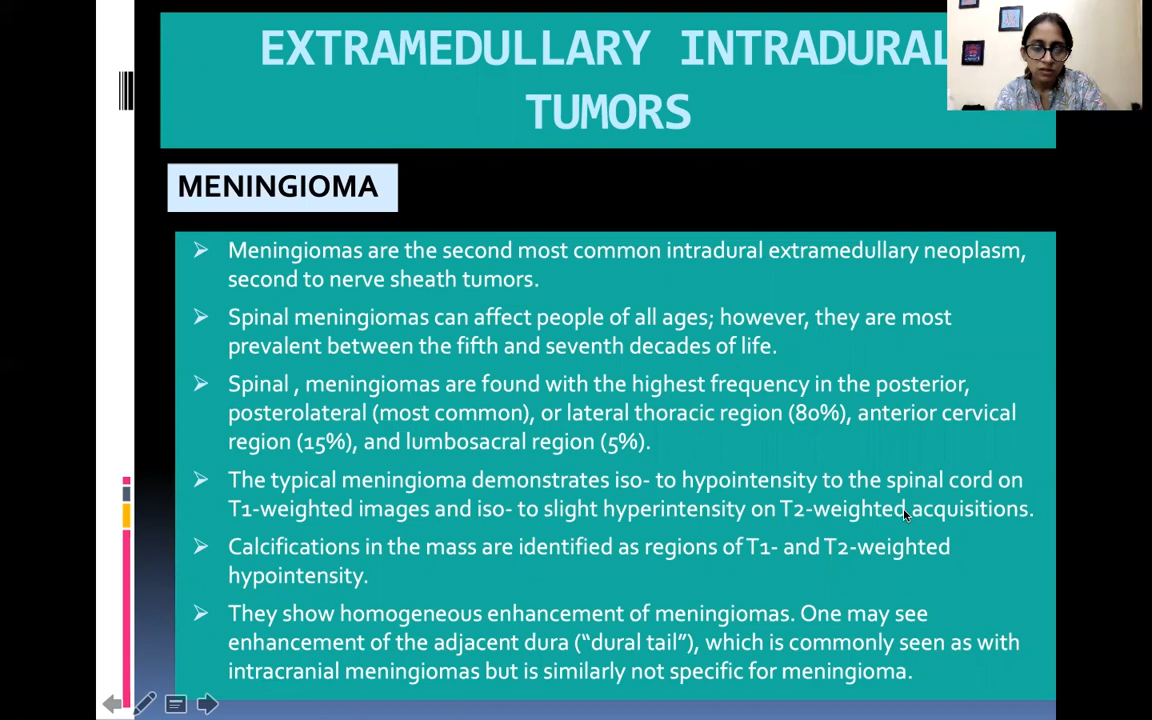 EXTRAMEDULLARY INTRADURAL
TUMORS
MENINGIOMA
Meningiomas are the second most common intradural extramedullary neoplasm,
second to nerve sheath tumors.
Spinal meningiomas can affect people of all ages; however, they are most
prevalent between the fifth and seventh decades of life.
Spinal , meningiomas are found with the highest frequency in the posterior,
posterolateral (most common), or lateral thoracic region (80%), anterior cervical
region (15%), and lumbosacral region (5%).
The typical meningioma demonstrates iso- to hypointensity to the spinal cord on
T1-weighted images and iso- to slight hyperintensity on T2-weighted acquisitions.
Calcifications in the mass are identified as regions of T1- and T2-weighted
hypointensity.
They show homogeneous enhancement of meningiomas. One may see
enhancement of the adjacent dura (“dural tail”), which is commonly seen as with
intracranial meningiomas but is similarly not specific for meningioma.